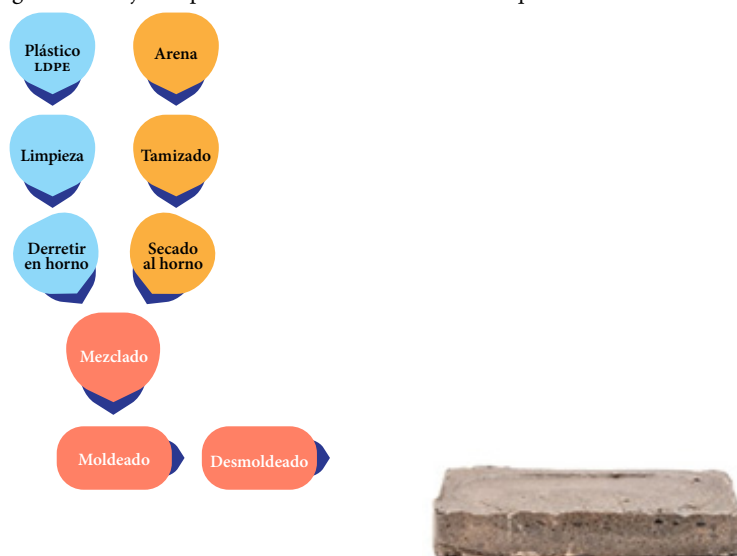 Plástico
LDPE
Arena
Limpieza
Tamizado
Derretir
en horno
Secado
al horno
Mezclado
Moldeado
Desmoldeado